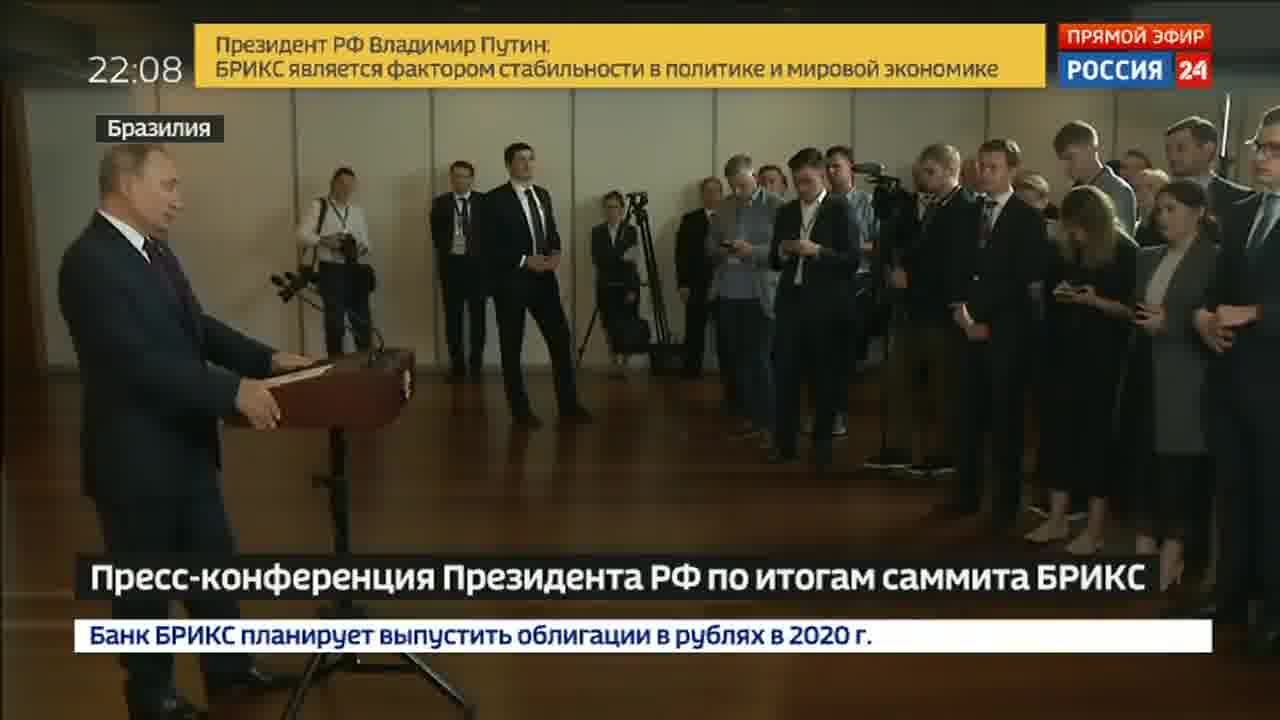 22:08
Президент РФ Владимир Путин:
БРИКС является фактором стабильности в политике и мировой экономике
ПРЯМОЙ ЭФИР
РОССИЯ 24
Бразилия
Пресс-конференция Президента РФ по итогам саммита БРИКС
Банк БРИКС планирует выпустить облигации в рублях в 2020 г.